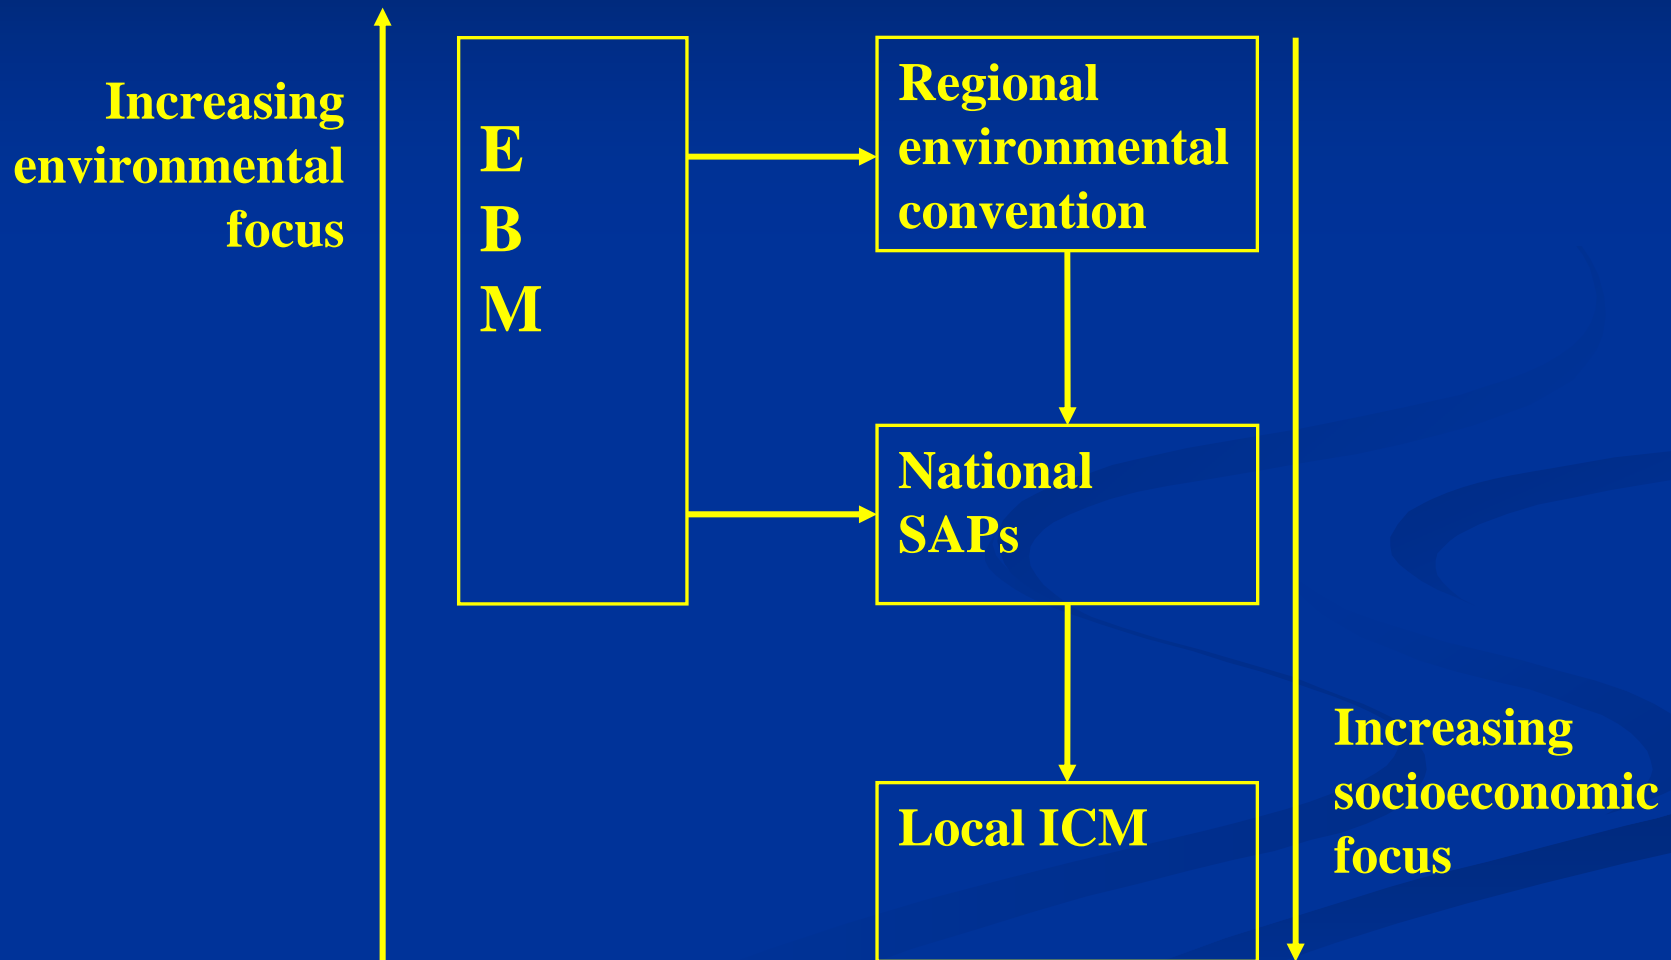 Increasing
environmental
focus
E
B
M
Regional
environmental
convention
National
SAPs
Local ICM
Increasing
socioeconomic
focus